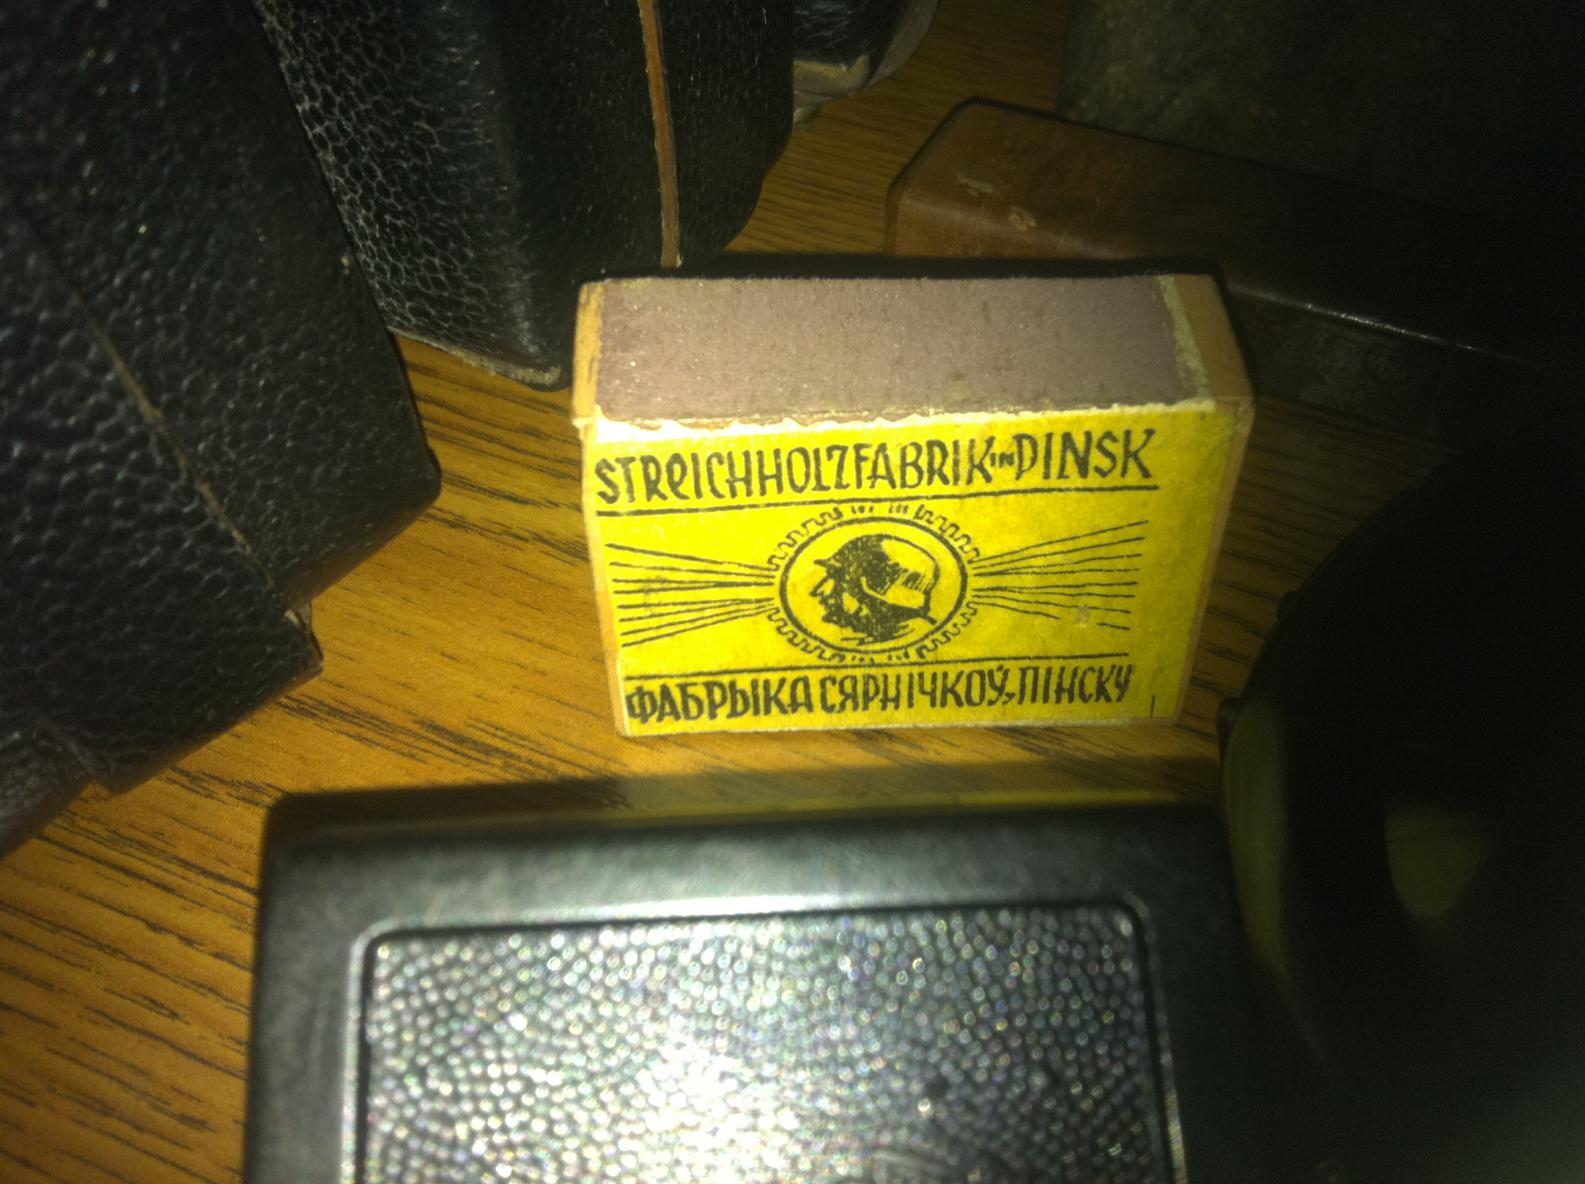 STREICHHOLZFABRIK IN PINSK
ФАБРЫКА СЯРНІЧКОЎ У ПІНСКУ